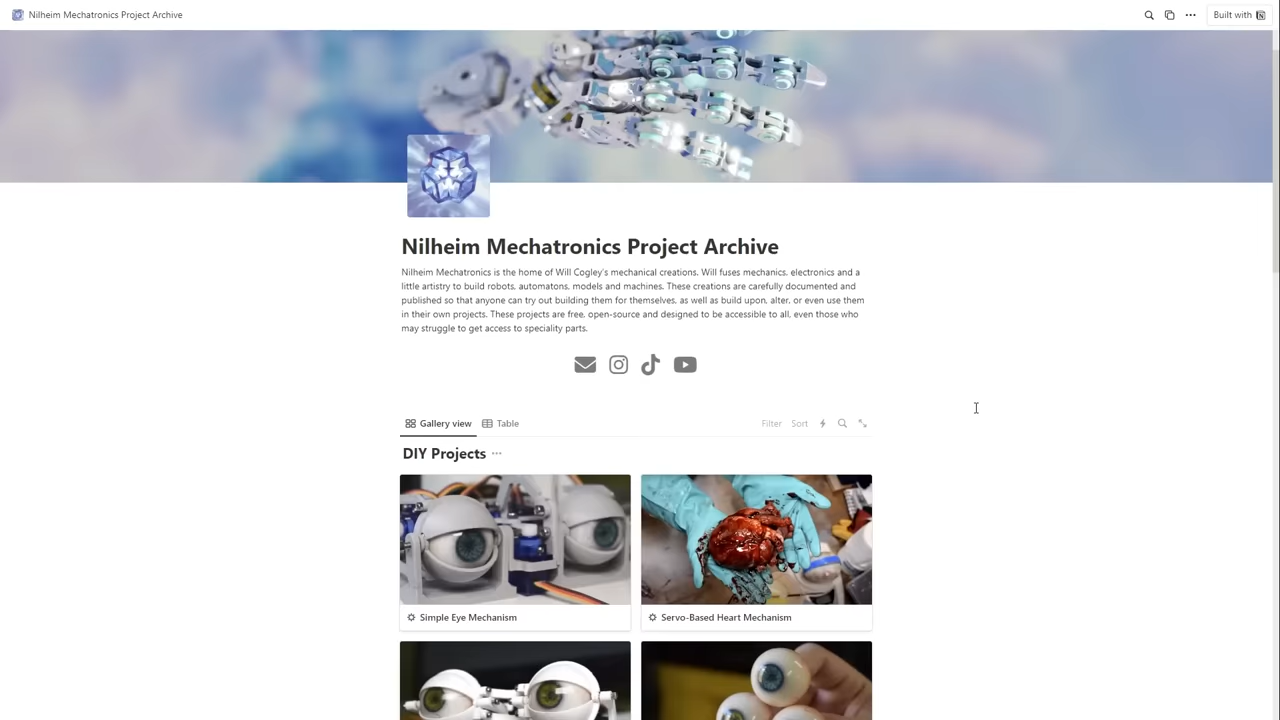 Nilheim Mechatronics Project Archive
Built with
Nilheim Mechatronics Project Archive
Nilheim Mechatronics is the home of Will Cogley's mechanical creations. Will fuses mechanics, electronics and a
little artistry to build robots, automatons, models and machines. These creations are carefully documented and
published so that anyone can try out building them for themselves, as well as build upon, alter, or even use them
in their own projects. These projects are free, open-source and designed to be accessible to all, even those who
may struggle to get access to speciality parts.
Gallery view Table Filter Sort
DIY Projects
Simple Eye Mechanism
Servo-Based Heart Mechanism